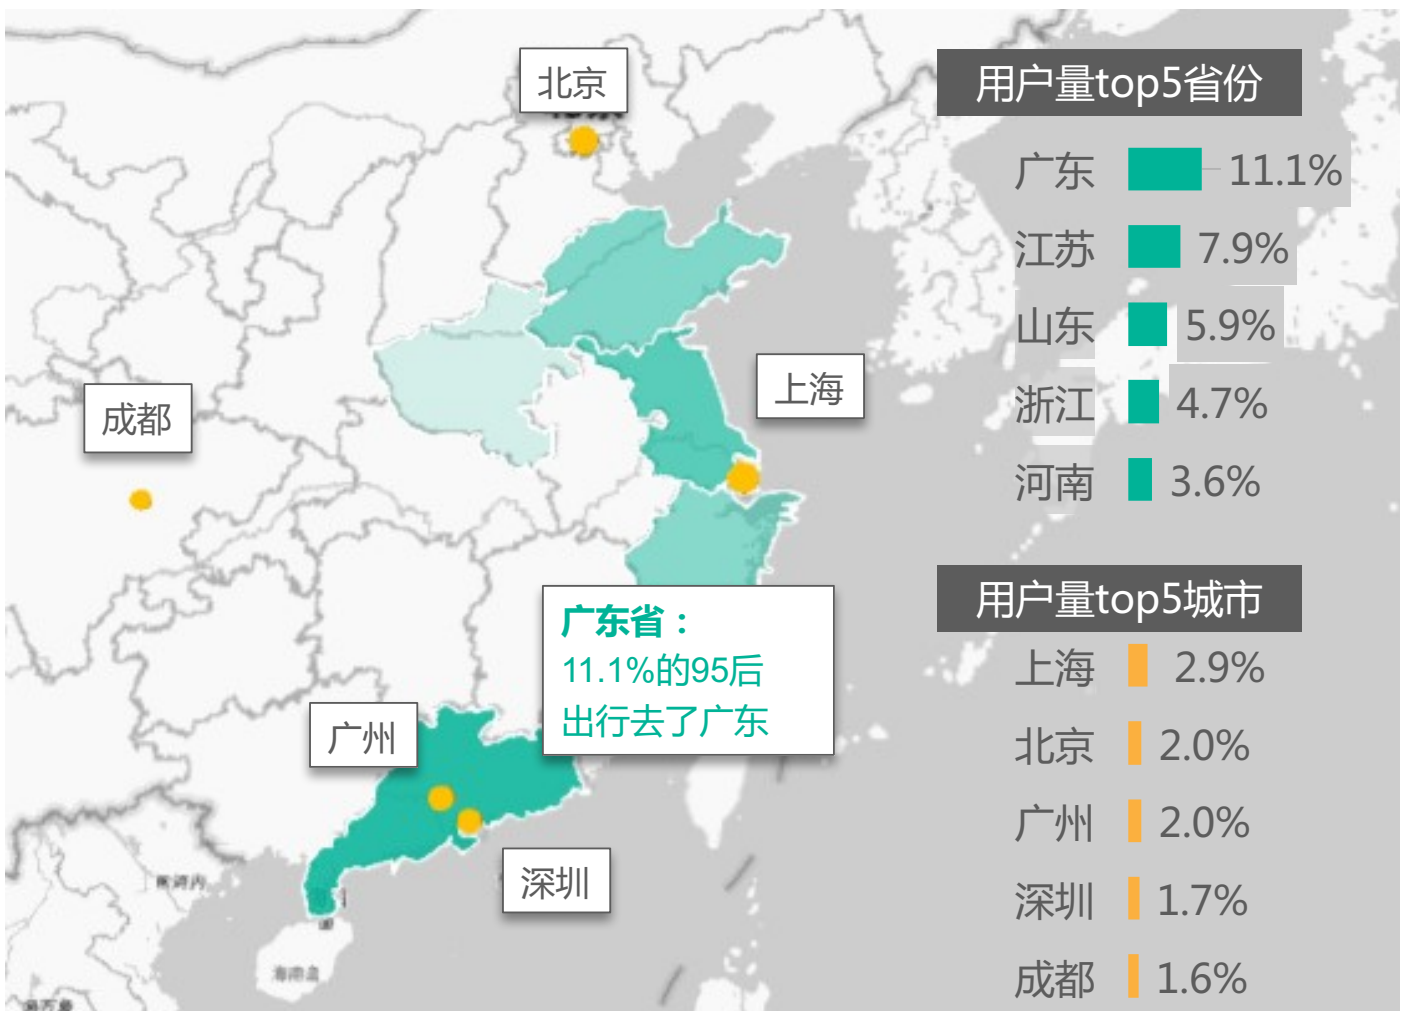 北京
成都
上海
广东省：
11.1%的95后
出行去了广东
广州
深圳
海南岛
用户量top5省份
广东 11.1%
江苏 7.9%
山东 5.9%
浙江 4.7%
河南 3.6%
用户量top5城市
上海 2.9%
北京 2.0%
广州 2.0%
深圳 1.7%
成都 1.6%